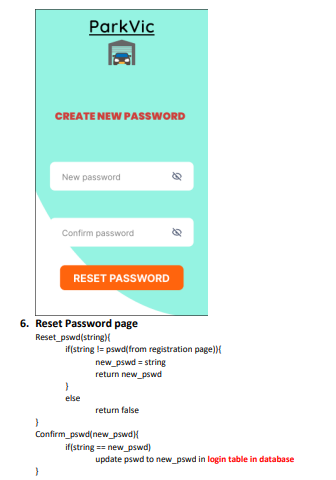 ParkVic
CREATE NEW PASSWORD
New password
Confirm password
RESET PASSWORD
6. Reset Password page
Reset_pswd(string){
if(string != pswd(from registration page)){
new_pswd = string
return new_pswd
}
else
return false
}
Confirm_pswd(new_pswd){
if(string == new_pswd)
update pswd to new_pswd in login table in database
}